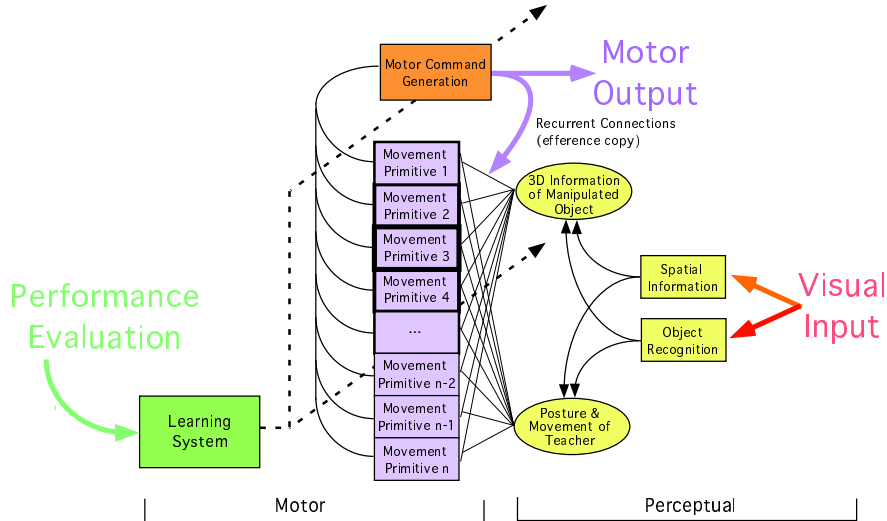 Motor Command
Generation
Motor
Output
Recurrent Connections
(efference copy)
Movement
Primitive 1
Movement
Primitive 2
Movement
Primitive 3
Movement
Primitive 4
...
Movement
Primitive n-2
Movement
Primitive n-1
Movement
Primitive n
3D Information
of Manipulated
Object
Spatial
Information
Object
Recognition
Visual
Input
Posture &
Movement of
Teacher
Performance
Evaluation
Learning
System
Motor
Perceptual